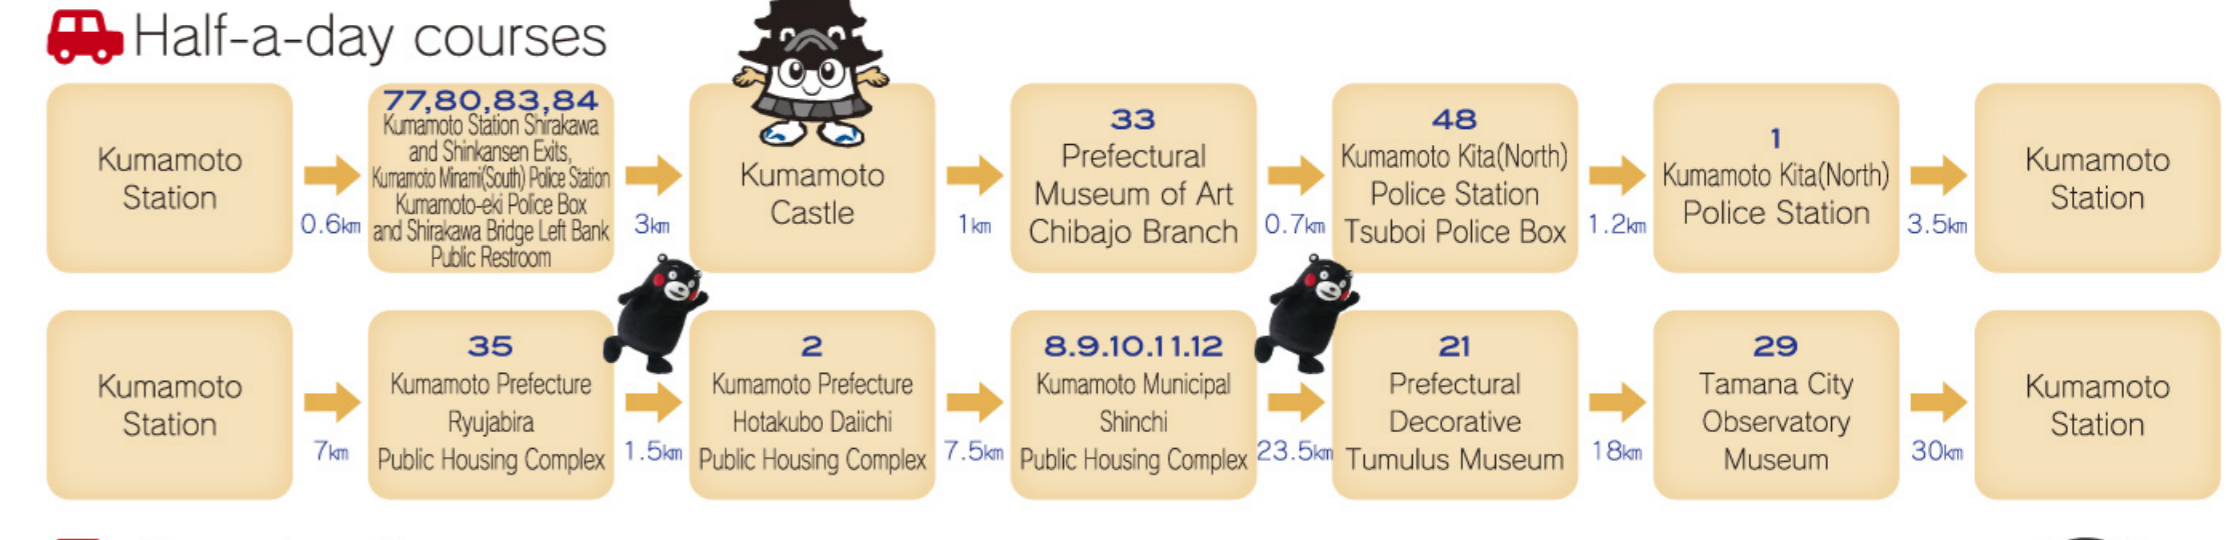 Half-a-day courses
Kumamoto
Station
0.6km
77,80,83,84
Kumamoto Station Shirakawa
and Shinkansen Exits,
Kumamoto Minami(South) Police Station
Kumamoto-eki Police Box
and Shirakawa Bridge Left Bank
Public Restroom
3km
Kumamoto
Castle
1km
33
Prefectural
Museum of Art
Chibajo Branch
0.7km
48
Kumamoto Kita(North)
Police Station
Tsuboi Police Box
1.2km
1
Kumamoto Kita(North)
Police Station
3.5km
Kumamoto
Station
Kumamoto
Station
7km
35
Kumamoto Prefecture
Ryujabira
Public Housing Complex
1.5km
2
Kumamoto Prefecture
Hotakubo Daiichi
Public Housing Complex
7.5km
8.9.10.11.12
Kumamoto Municipal
Shinchi
Public Housing Complex
23.5km
21
Prefectural
Decorative
Tumulus Museum
18km
29
Tamana City
Observatory
Museum
30km
Kumamoto
Station